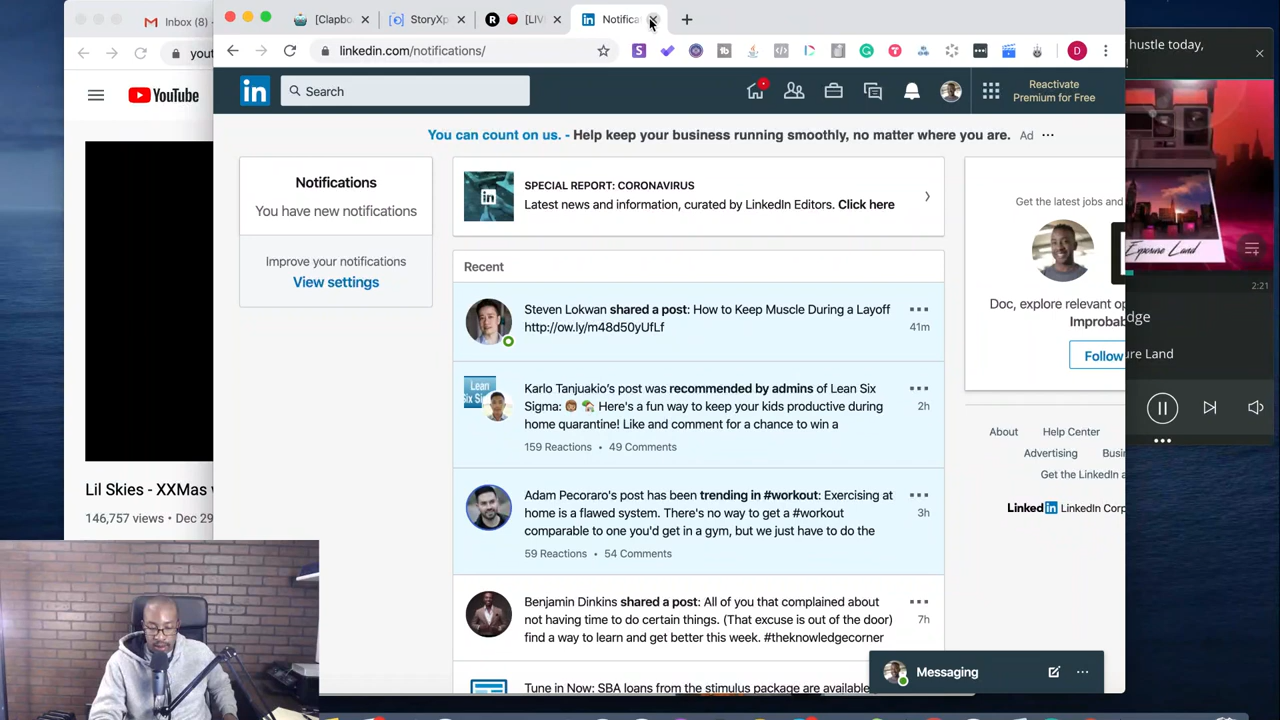 Inbox (8)
[Clapbo
StoryXp
[LIV
Notifica
hustle today,
yout
linkedin.com/notifications/
YouTube
Search
Reactivate
Premium for Free
You can count on us. - Help keep your business running smoothly, no matter where you are. Ad
Notifications
You have new notifications
Improve your notifications
View settings
SPECIAL REPORT: CORONAVIRUS
Latest news and information, curated by LinkedIn Editors. Click here
Recent
Steven Lokwan shared a post: How to Keep Muscle During a Layoff
http://ow.ly/m48d50yUfLf
41m
Karlo Tanjuakio's post was recommended by admins of Lean Six
Sigma: 👨🏽 🏡 Here's a fun way to keep your kids productive during
home quarantine! Like and comment for a chance to win a
2h
159 Reactions • 49 Comments
Adam Pecoraro's post has been trending in #workout: Exercising at
home is a flawed system. There's no way to get a #workout
comparable to one you'd get in a gym, but we just have to do the
3h
59 Reactions • 54 Comments
Benjamin Dinkins shared a post: All of you that complained about
not having time to do certain things. (That excuse is out of the door)
find a way to learn and get better this week. #theknowledgecorner
7h
Tune in Now: SBA loans from the stimulus package are available
Get the latest jobs and
Doc, explore relevant op
Improbab
Follow
About
Help Center
Advertising
Busi
Get the LinkedIn a
LinkedIn LinkedIn Corp
Messaging
Lil Skies - XXMas
146,757 views • Dec 29
Exposure Land
2:21
dge
ure Land